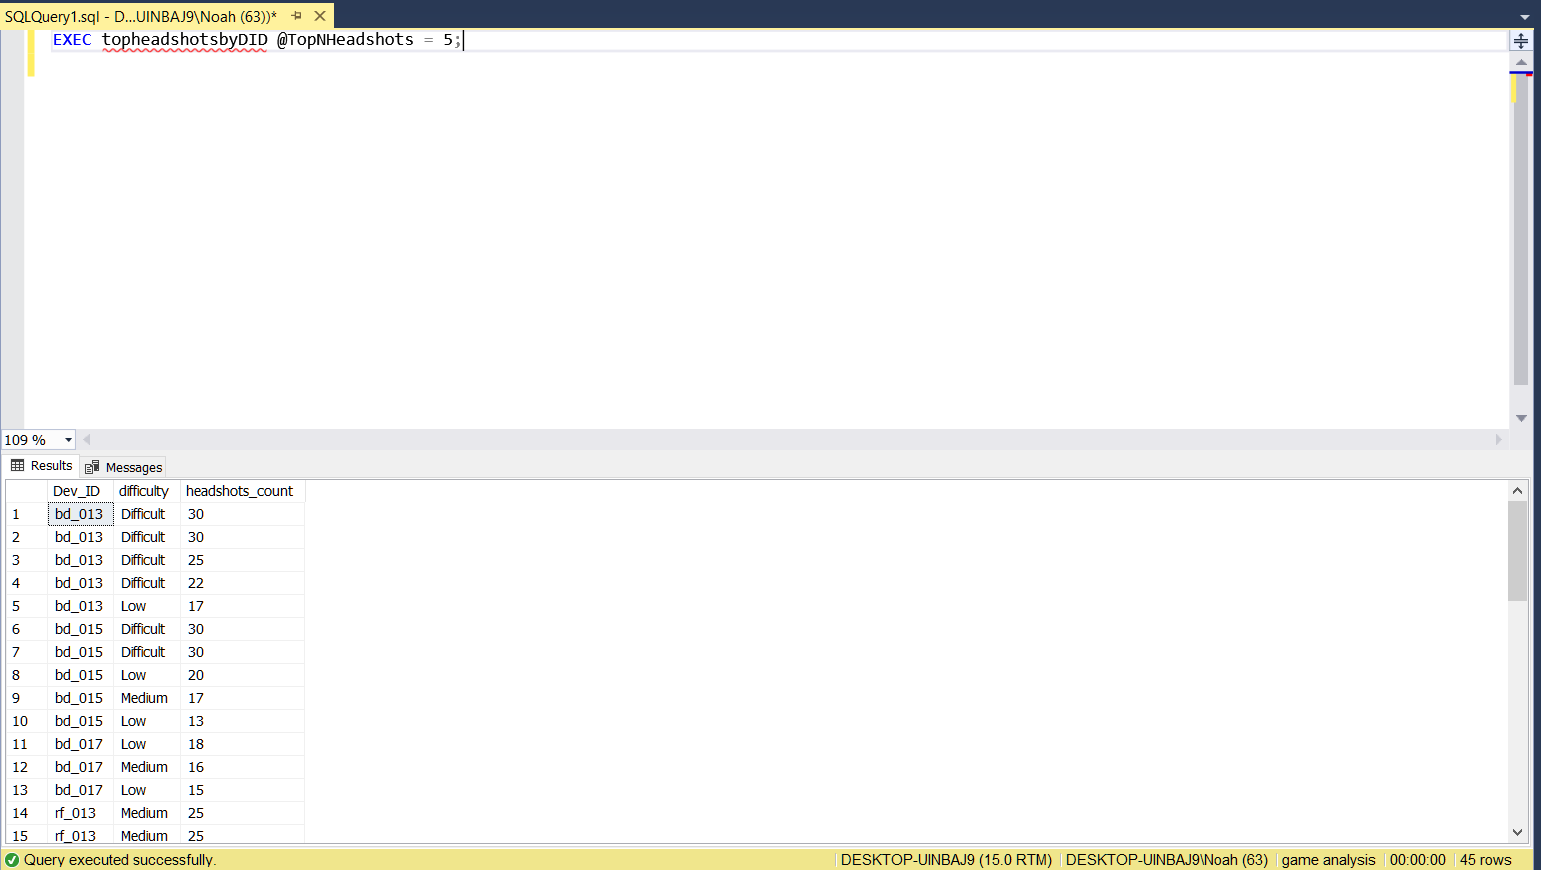 SQLQuery1.sql - D...UINBAJ9\Noah (63))*
EXEC topheadshotsbyDID @TopNHeadshots = 5;
109 %
Results Messages
Dev_ID difficulty headshots_count
1 bd_013 Difficult 30
2 bd_013 Difficult 30
3 bd_013 Difficult 25
4 bd_013 Difficult 22
5 bd_013 Low 17
6 bd_015 Difficult 30
7 bd_015 Difficult 30
8 bd_015 Low 20
9 bd_015 Medium 17
10 bd_015 Low 13
11 bd_017 Low 18
12 bd_017 Medium 16
13 bd_017 Low 15
14 rf_013 Medium 25
15 rf_013 Medium 25
Query executed successfully. DESKTOP-UINBAJ9 (15.0 RTM) DESKTOP-UINBAJ9\Noah (63) game analysis 00:00:00 45 rows